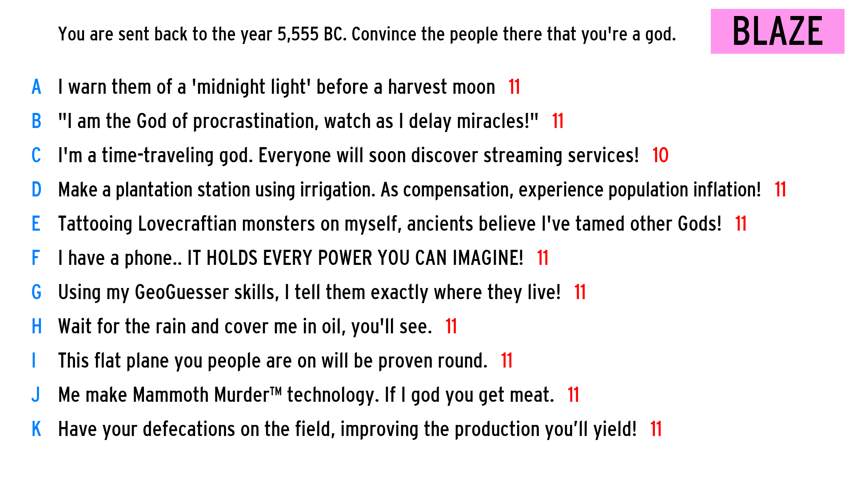 You are sent back to the year 5,555 BC. Convince the people there that you're a god.
BLAZE
A I warn them of a 'midnight light' before a harvest moon 11
B "I am the God of procrastination, watch as I delay miracles!" 11
C I'm a time-traveling god. Everyone will soon discover streaming services! 10
D Make a plantation station using irrigation. As compensation, experience population inflation! 11
E Tattooing Lovecraftian monsters on myself, ancients believe I've tamed other Gods! 11
F I have a phone.. IT HOLDS EVERY POWER YOU CAN IMAGINE! 11
G Using my GeoGuesser skills, I tell them exactly where they live! 11
H Wait for the rain and cover me in oil, you'll see. 11
I This flat plane you people are on will be proven round. 11
J Me make Mammoth Murder™ technology. If I god you get meat. 11
K Have your defecations on the field, improving the production you’ll yield! 11